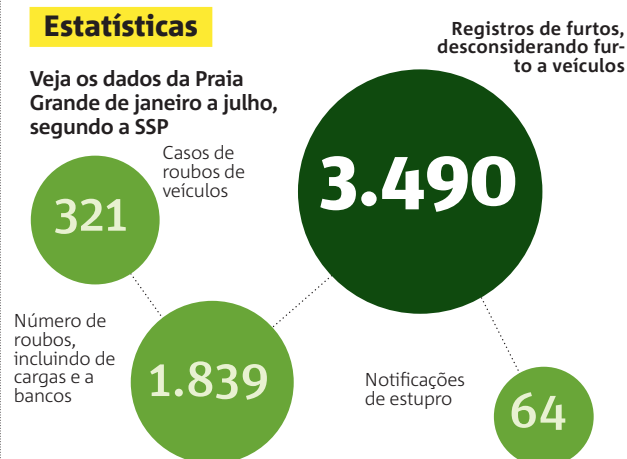 Estatísticas
Veja os dados da Praia
Grande de janeiro a julho,
segundo a SSP
Registros de furtos,
desconsiderando fur-
to a veículos
3.490
Casos de
roubos de
veículos
321
Número de
roubos,
incluindo de
cargas e a
bancos
1.839
Notificações
de estupro
64